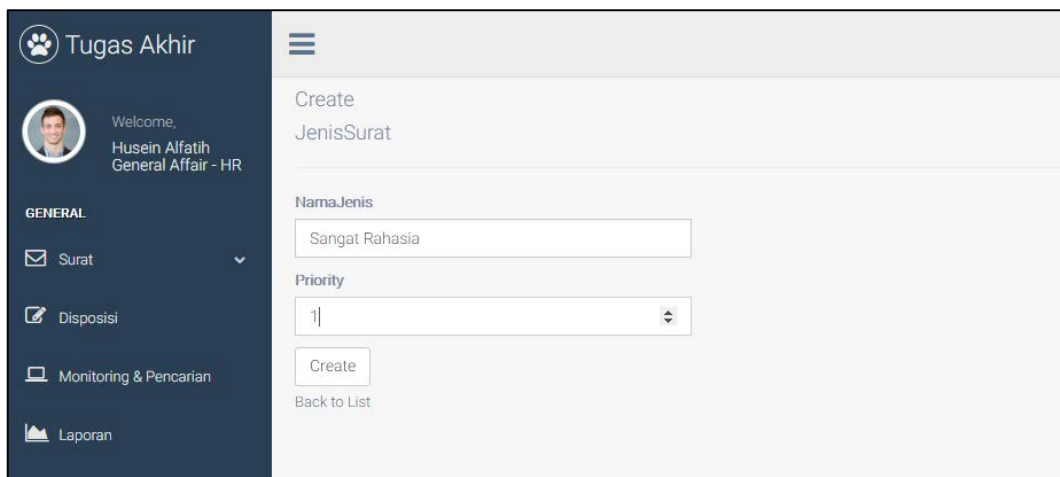 Tugas Akhir
Welcome,
Husein Alfatih
General Affair - HR
GENERAL
Surat
Disposisi
Monitoring & Pencarian
Laporan
Create
JenisSurat
NamaJenis
Sangat Rahasia
Priority
1
Create
Back to List